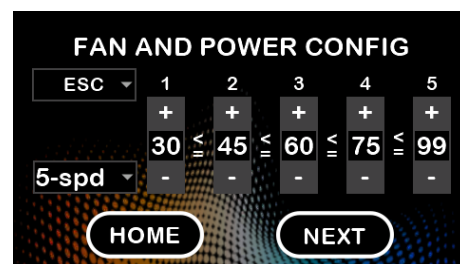 FAN AND POWER CONFIG
ESC 1 2 3 4 5
+ + + + +
30 ≤ 45 ≤ 60 ≤ 75 ≤ 99
5-spd - - - - -
HOME NEXT